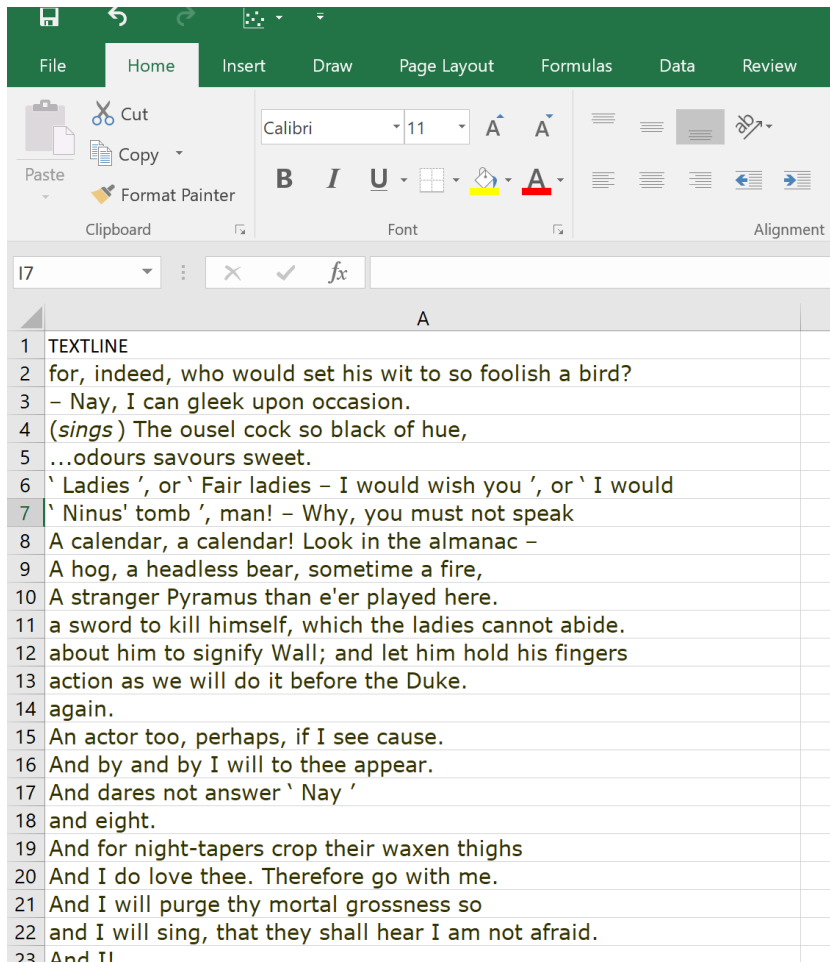 File Home Insert Draw Page Layout Formulas Data Review
Cut
Calibri 11 A A
Copy
Paste
B I U A
Format Painter
Clipboard Font Alignment
I7 fx
A
1 TEXTLINE
2 for, indeed, who would set his wit to so foolish a bird?
3 – Nay, I can gleek upon occasion.
4 (sings ) The ousel cock so black of hue,
5 ...odours savours sweet.
6 ‘ Ladies ’, or ‘ Fair ladies – I would wish you ’, or ‘ I would
7 ‘ Ninus' tomb ’, man! – Why, you must not speak
8 A calendar, a calendar! Look in the almanac –
9 A hog, a headless bear, sometime a fire,
10 A stranger Pyramus than e'er played here.
11 a sword to kill himself, which the ladies cannot abide.
12 about him to signify Wall; and let him hold his fingers
13 action as we will do it before the Duke.
14 again.
15 An actor too, perhaps, if I see cause.
16 And by and by I will to thee appear.
17 And dares not answer ‘ Nay ’
18 and eight.
19 And for night-tapers crop their waxen thighs
20 And I do love thee. Therefore go with me.
21 And I will purge thy mortal grossness so
22 and I will sing, that they shall hear I am not afraid.
23 And I!